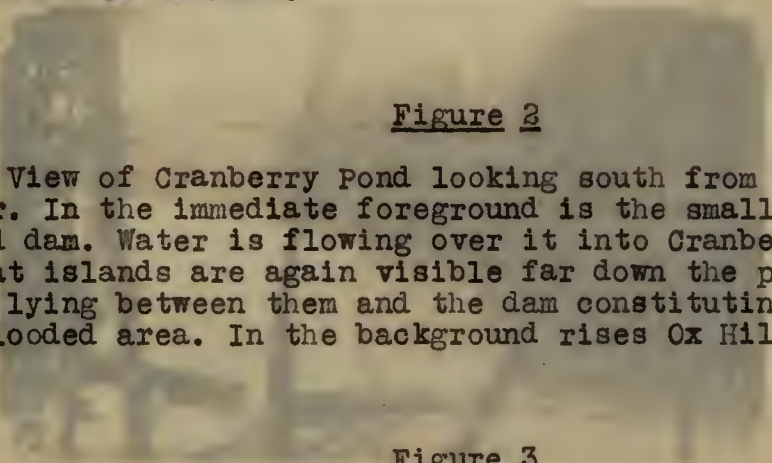 Figure 2
View of Cranberry Pond looking south from
r. In the immediate foreground is the small
l dam. Water is flowing over it into Cranbe
at islands are again visible far down the p
lying between them and the dam constitutin
looded area. In the background rises Ox Hil
Figure 3